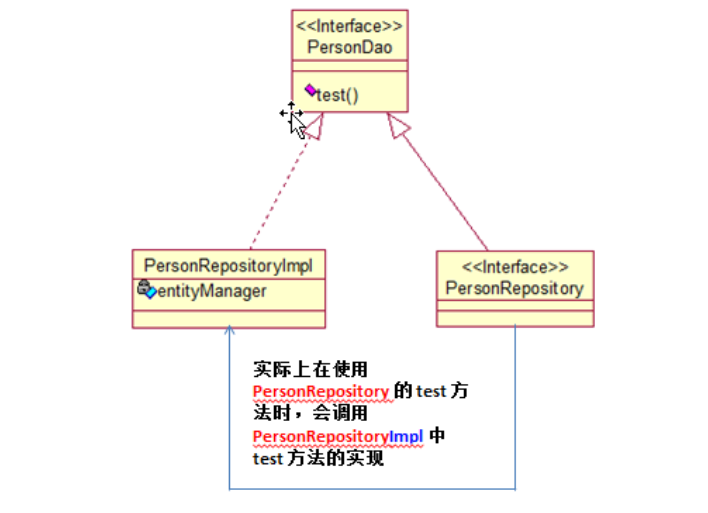 <<Interface>>
PersonDao
test()
PersonRepositoryImpl
entityManager
<<Interface>>
PersonRepository
实际上在使用
PersonRepository 的 test 方
法时，会调用
PersonRepositoryImpl 中
test 方法的实现